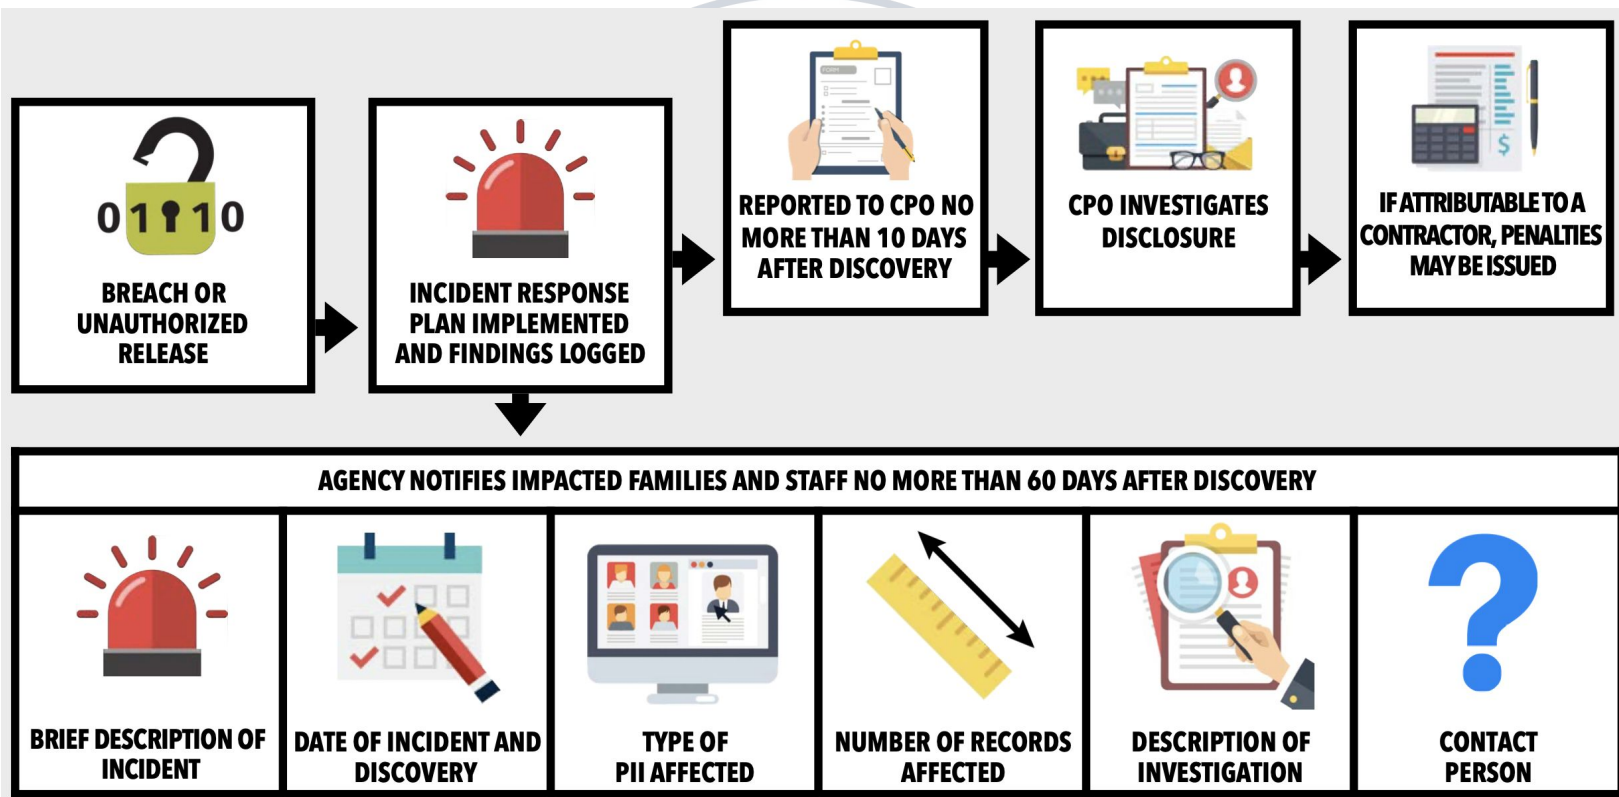 01 10
BREACH OR
UNAUTHORIZED
RELEASE
INCIDENT RESPONSE
PLAN IMPLEMENTED
AND FINDINGS LOGGED
REPORTED TO CPO NO
MORE THAN 10 DAYS
AFTER DISCOVERY
CPO INVESTIGATES
DISCLOSURE
$
IF ATTRIBUTABLE TO A
CONTRACTOR, PENALTIES
MAY BE ISSUED
AGENCY NOTIFIES IMPACTED FAMILIES AND STAFF NO MORE THAN 60 DAYS AFTER DISCOVERY
BRIEF DESCRIPTION OF
INCIDENT
DATE OF INCIDENT AND
DISCOVERY
TYPE OF
PII AFFECTED
NUMBER OF RECORDS
AFFECTED
DESCRIPTION OF
INVESTIGATION
?
CONTACT
PERSON